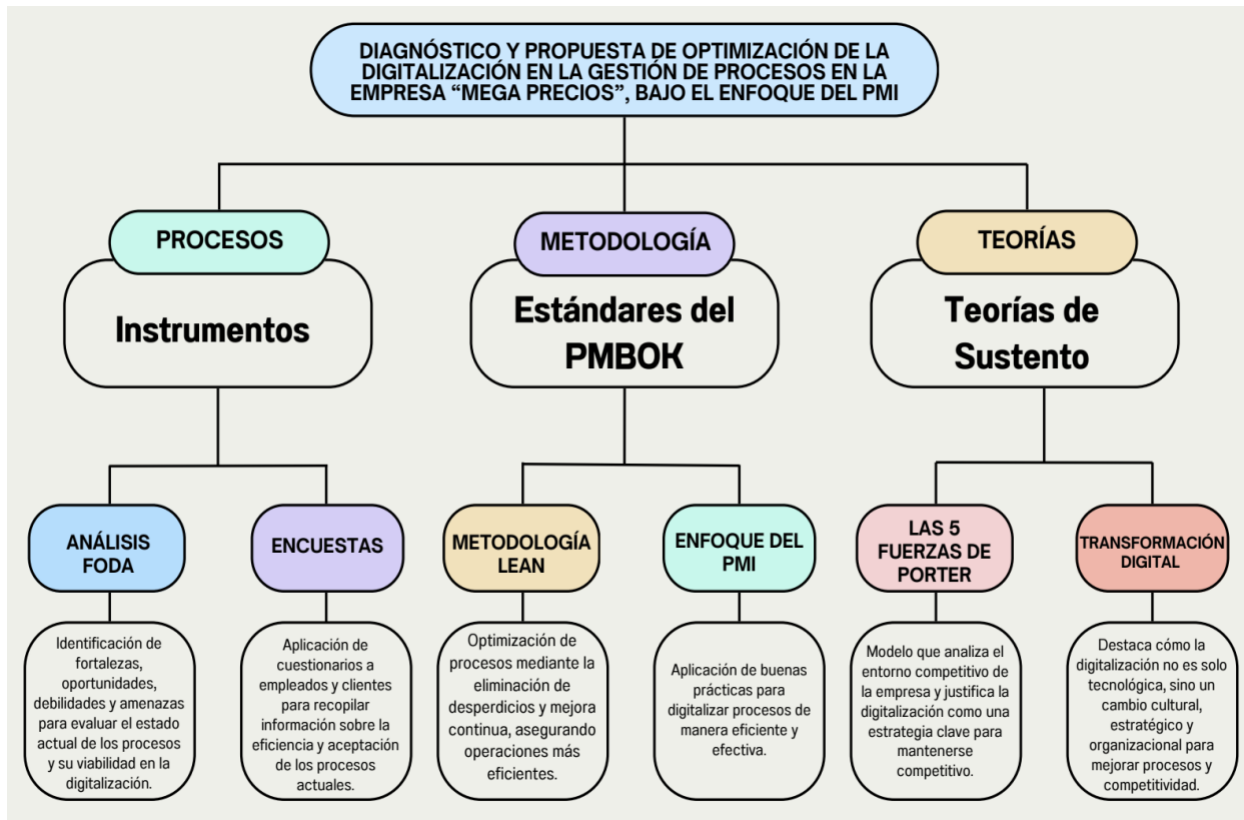 DIAGNÓSTICO Y PROPUESTA DE OPTIMIZACIÓN DE LA
DIGITALIZACIÓN EN LA GESTIÓN DE PROCESOS EN LA
EMPRESA “MEGA PRECIOS”, BAJO EL ENFOQUE DEL PMI
PROCESOS
Instrumentos
METODOLOGÍA
Estándares del
PMBOK
TEORÍAS
Teorías de
Sustento
ANÁLISIS
FODA
Identificación de
fortalezas,
oportunidades,
debilidades y amenazas
para evaluar el estado
actual de los procesos
y su viabilidad en la
digitalización.
ENCUESTAS
Aplicación de
cuestionarios a
empleados y clientes
para recopilar
información sobre la
eficiencia y aceptación
de los procesos
actuales.
METODOLOGÍA
LEAN
Optimización de
procesos mediante la
eliminación de
desperdicios y mejora
continua, asegurando
operaciones más
eficientes.
ENFOQUE DEL
PMI
Aplicación de buenas
prácticas para
digitalizar procesos de
manera eficiente y
efectiva.
LAS 5
FUERZAS DE
PORTER
Modelo que analiza el
entorno competitivo de
la empresa y justifica la
digitalización como una
estrategia clave para
mantenerse
competitivo.
TRANSFORMACIÓN
DIGITAL
Destaca cómo la
digitalización no es solo
tecnológica, sino un
cambio cultural,
estratégico y
organizacional para
mejorar procesos y
competitividad.